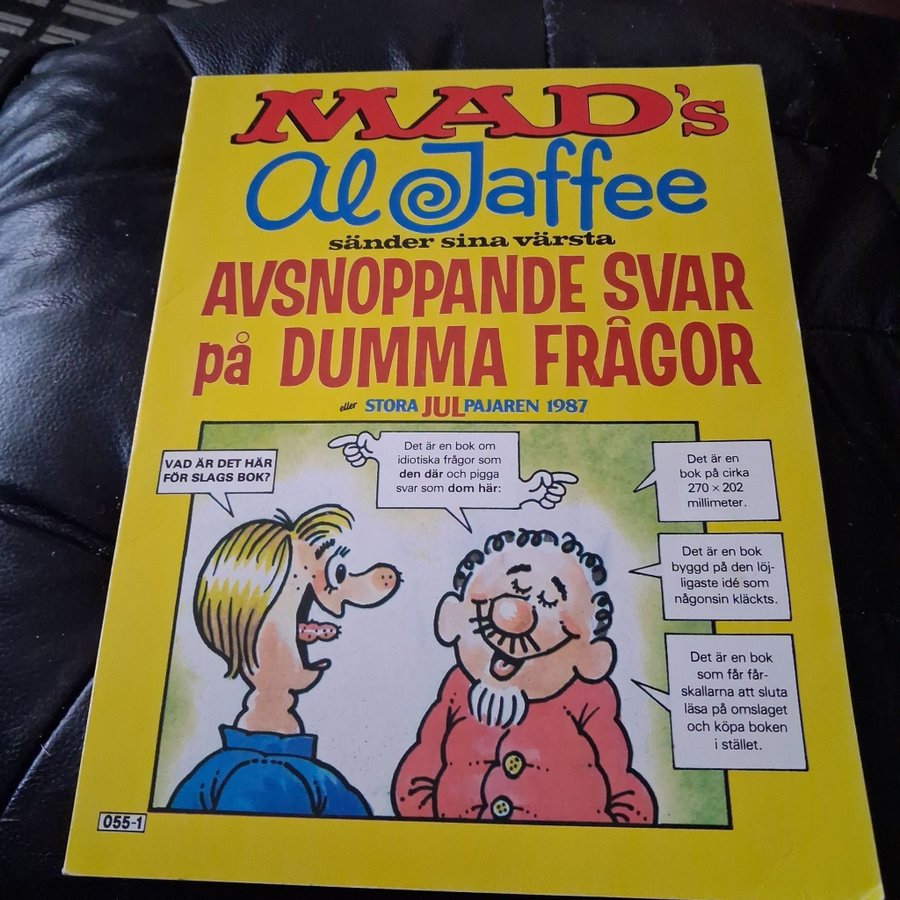 MAD's
Al Jaffee
sänder sina värsta
AVSNOPPANDE SVAR
på DUMMA FRÅGOR
eller STORA JULPAJAREN 1987
VAD ÄR DET HÄR
FÖR SLAGS BOK?
Det är en bok om
idiotiska frågor som
den där och pigga
svar som dom här:
Det är en
bok på cirka
270 × 202
millimeter.
Det är en bok
byggd på den löj-
ligaste idé som
någonsin kläckts.
Det är en bok
som får får-
skallarna att sluta
läsa på omslaget
och köpa boken
i stället.
055-1